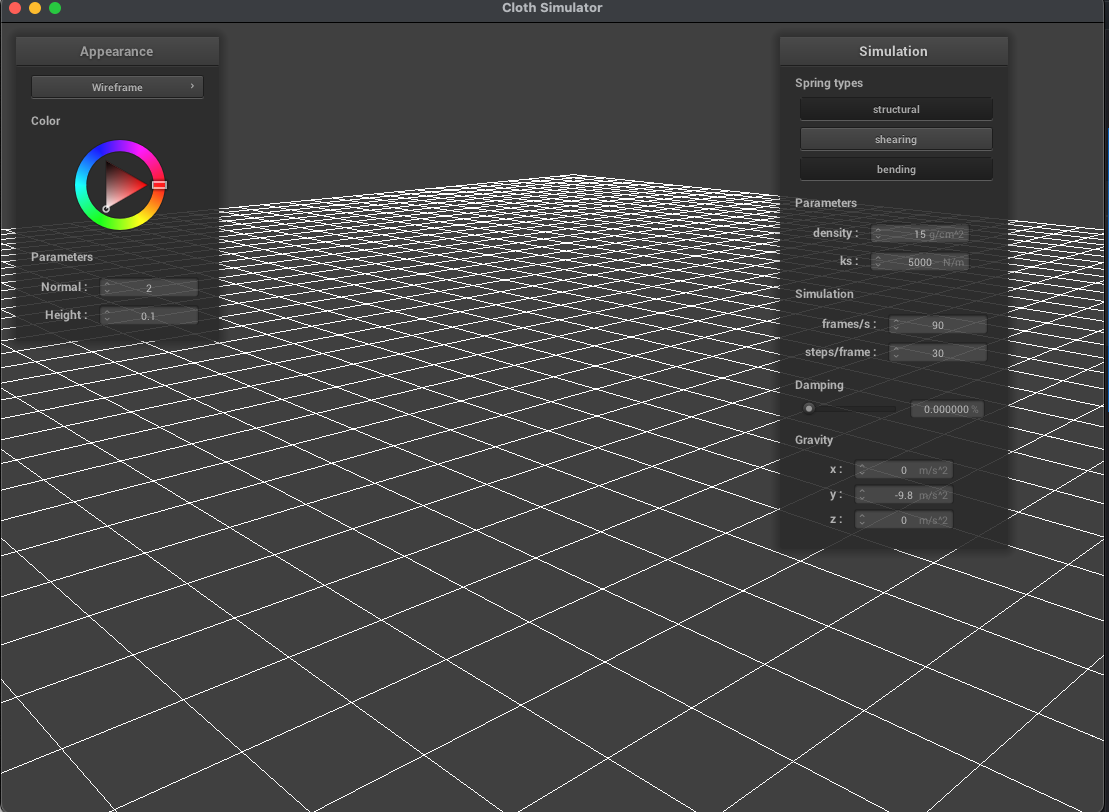 Cloth Simulator
Appearance
Wireframe
Color
Parameters
Normal : 2
Height : 0.1
Simulation
Spring types
structural
shearing
bending
Parameters
density : 15 g/cm^2
ks : 5000 N/m
Simulation
frames/s : 90
steps/frame : 30
Damping
0.000000 %
Gravity
x : 0 m/s^2
y : -9.8 m/s^2
z : 0 m/s^2